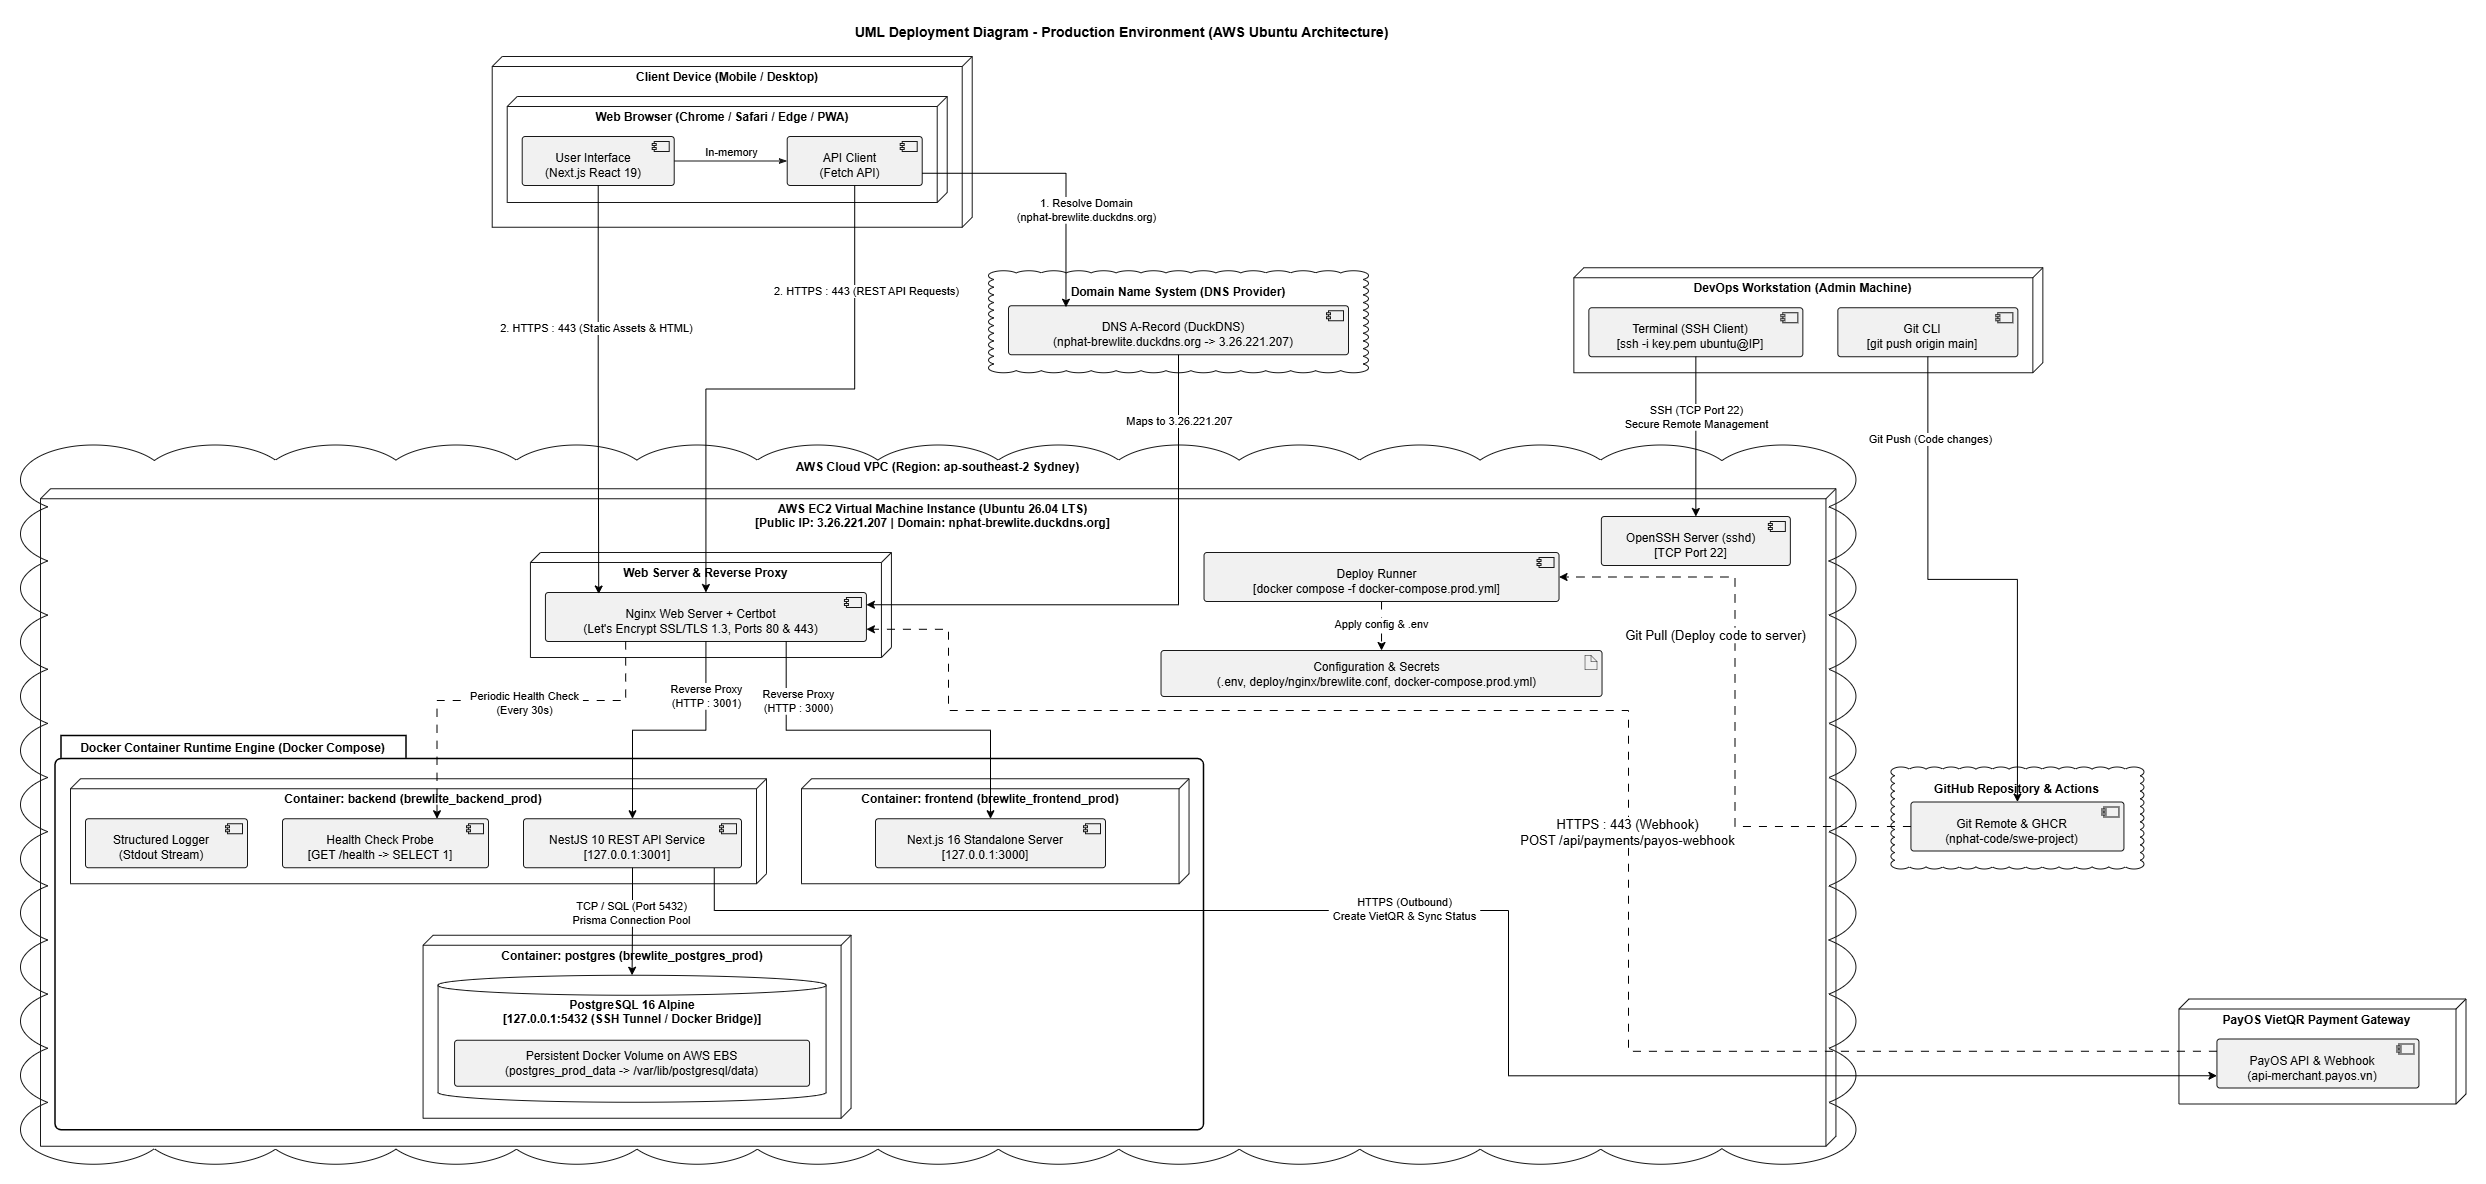 UML Deployment Diagram - Production Environment (AWS Ubuntu Architecture)
Client Device (Mobile / Desktop)
Web Browser (Chrome / Safari / Edge / PWA)
User Interface
(Next.js React 19)
In-memory
API Client
(Fetch API)
1. Resolve Domain
(nphat-brewlite.duckdns.org)
2. HTTPS : 443 (REST API Requests)
2. HTTPS : 443 (Static Assets & HTML)
Domain Name System (DNS Provider)
DNS A-Record (DuckDNS)
(nphat-brewlite.duckdns.org -> 3.26.221.207)
Maps to 3.26.221.207
DevOps Workstation (Admin Machine)
Terminal (SSH Client)
[ssh -i key.pem ubuntu@IP]
Git CLI
[git push origin main]
SSH (TCP Port 22)
Secure Remote Management
Git Push (Code changes)
AWS Cloud VPC (Region: ap-southeast-2 Sydney)
AWS EC2 Virtual Machine Instance (Ubuntu 26.04 LTS)
[Public IP: 3.26.221.207 | Domain: nphat-brewlite.duckdns.org]
OpenSSH Server (sshd)
[TCP Port 22]
Web Server & Reverse Proxy
Nginx Web Server + Certbot
(Let's Encrypt SSL/TLS 1.3, Ports 80 & 443)
Deploy Runner
[docker compose -f docker-compose.prod.yml]
Apply config & .env
Git Pull (Deploy code to server)
Configuration & Secrets
(.env, deploy/nginx/brewlite.conf, docker-compose.prod.yml)
Periodic Health Check
(Every 30s)
Reverse Proxy
(HTTP : 3001)
Reverse Proxy
(HTTP : 3000)
Docker Container Runtime Engine (Docker Compose)
Container: backend (brewlite_backend_prod)
Structured Logger
(Stdout Stream)
Health Check Probe
[GET /health -> SELECT 1]
NestJS 10 REST API Service
[127.0.0.1:3001]
Container: frontend (brewlite_frontend_prod)
Next.js 16 Standalone Server
[127.0.0.1:3000]
HTTPS : 443 (Webhook)
POST /api/payments/payos-webhook
GitHub Repository & Actions
Git Remote & GHCR
(nphat-code/swe-project)
TCP / SQL (Port 5432)
Prisma Connection Pool
HTTPS (Outbound)
Create VietQR & Sync Status
Container: postgres (brewlite_postgres_prod)
PostgreSQL 16 Alpine
[127.0.0.1:5432 (SSH Tunnel / Docker Bridge)]
Persistent Docker Volume on AWS EBS
(postgres_prod_data -> /var/lib/postgresql/data)
PayOS VietQR Payment Gateway
PayOS API & Webhook
(api-merchant.payos.vn)